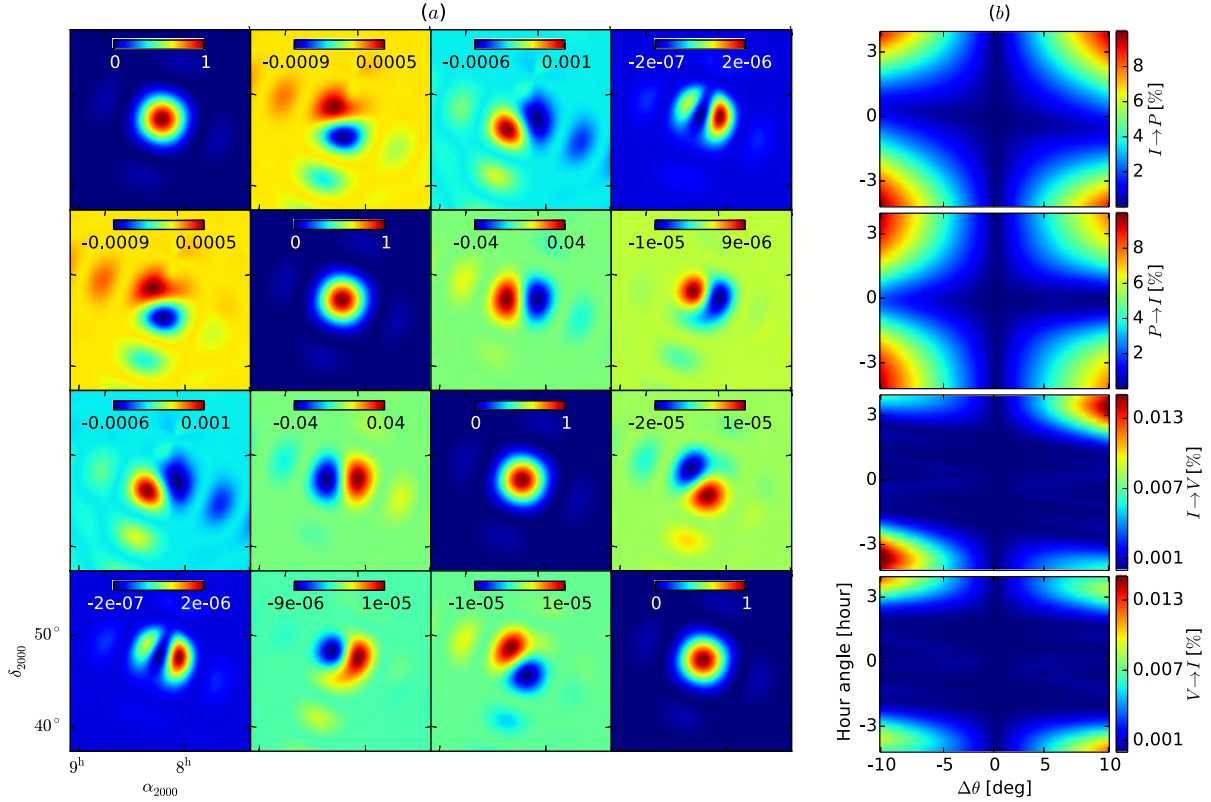 (a)
(b)
0 1
-0.0009 0.0005
-0.0006 0.001
-2e-07 2e-06
-0.0009 0.0005
0 1
-0.04 0.04
-1e-05 9e-06
-0.0006 0.001
-0.04 0.04
0 1
-2e-05 1e-05
-2e-07 2e-06
-9e-06 1e-05
-1e-05 1e-05
0 1
50°
40°
δ2000
9h 8h
α2000
3
0
-3
8
6
4
2
I→P [%]
3
0
-3
8
6
4
2
P→I [%]
3
0
-3
0.013
0.007
0.001
I→V [%]
3
0
-3
0.013
0.007
0.001
V→I [%]
Hour angle [hour]
-10 -5 0 5 10
Δθ [deg]